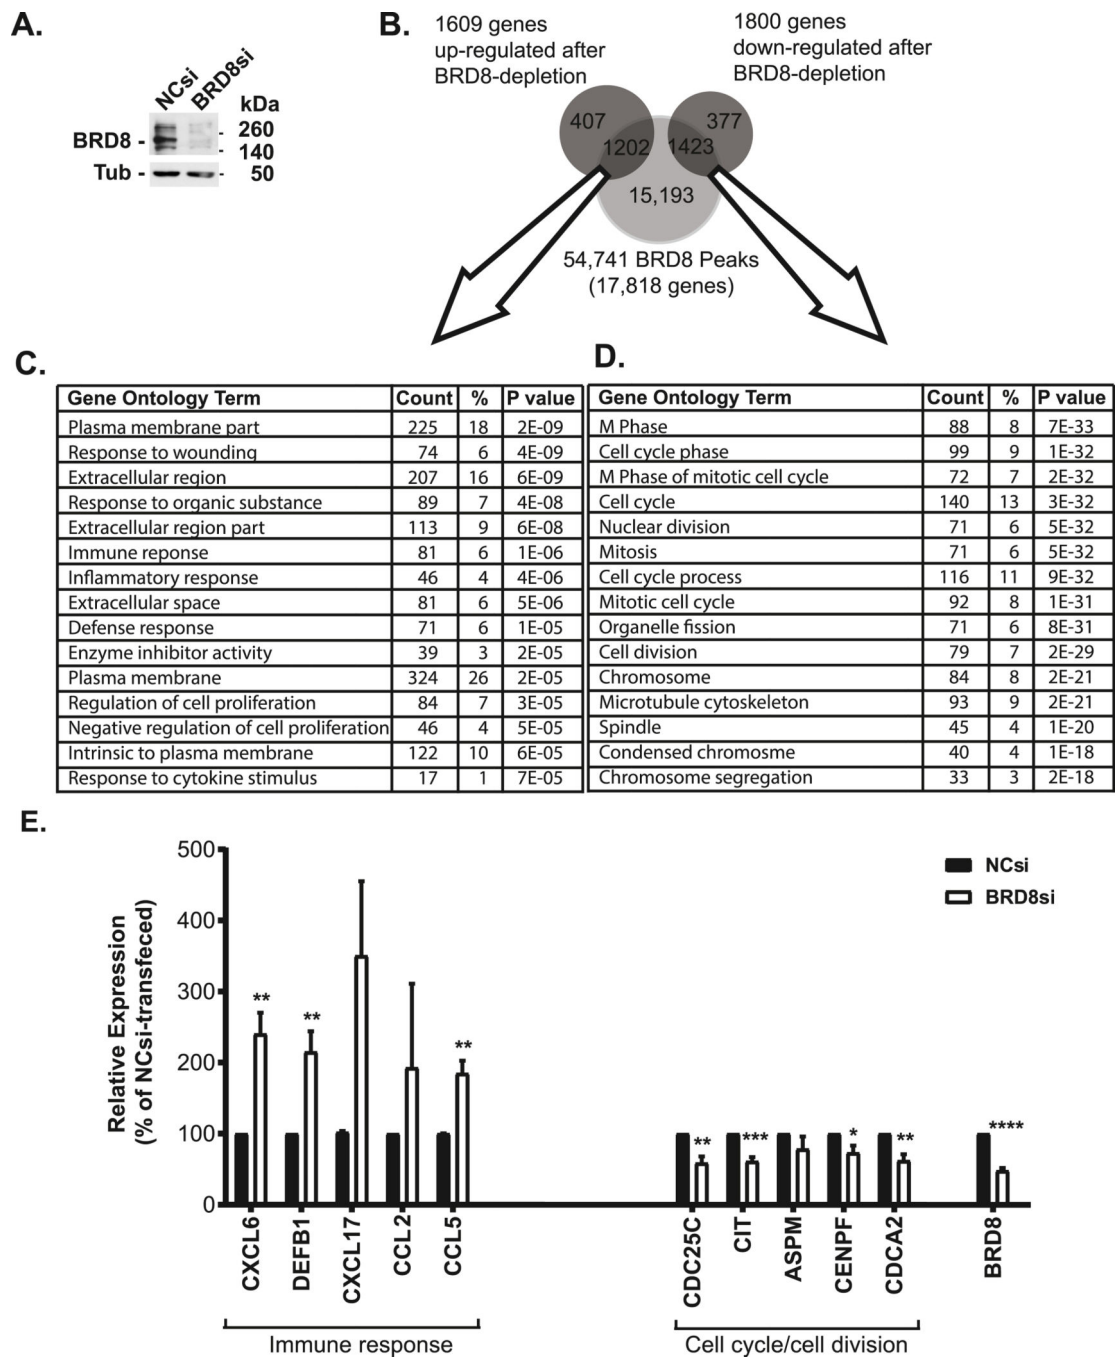 A.
NCsi
BRD8si
kDa
BRD8 -
260
140
Tub -
50
B.
1609 genes
up-regulated after
BRD8-depletion
1800 genes
down-regulated after
BRD8-depletion
407
377
1202
1423
15,193
54,741 BRD8 Peaks
(17,818 genes)
C.
Gene Ontology Term Count % P value
Plasma membrane part 225 18 2E-09
Response to wounding 74 6 4E-09
Extracellular region 207 16 6E-09
Response to organic substance 89 7 4E-08
Extracellular region part 113 9 6E-08
Immune reponse 81 6 1E-06
Inflammatory response 46 4 4E-06
Extracellular space 81 6 5E-06
Defense response 71 6 1E-05
Enzyme inhibitor activity 39 3 2E-05
Plasma membrane 324 26 2E-05
Regulation of cell proliferation 84 7 3E-05
Negative regulation of cell proliferation 46 4 5E-05
Intrinsic to plasma membrane 122 10 6E-05
Response to cytokine stimulus 17 1 7E-05
D.
Gene Ontology Term Count % P value
M Phase 88 8 7E-33
Cell cycle phase 99 9 1E-32
M Phase of mitotic cell cycle 72 7 2E-32
Cell cycle 140 13 3E-32
Nuclear division 71 6 5E-32
Mitosis 71 6 5E-32
Cell cycle process 116 11 9E-32
Mitotic cell cycle 92 8 1E-31
Organelle fission 71 6 8E-31
Cell division 79 7 2E-29
Chromosome 84 8 2E-21
Microtubule cytoskeleton 93 9 2E-21
Spindle 45 4 1E-20
Condensed chromosme 40 4 1E-18
Chromosome segregation 33 3 2E-18
E.
Relative Expression
(% of NCsi-transfeced)
500
400
300
200
100
0
** ** **
** *** * ** ****
NCsi
BRD8si
CXCL6
DEFB1
CXCL17
CCL2
CCL5
CDC25C
CIT
ASPM
CENPF
CDCA2
BRD8
Immune response
Cell cycle/cell division